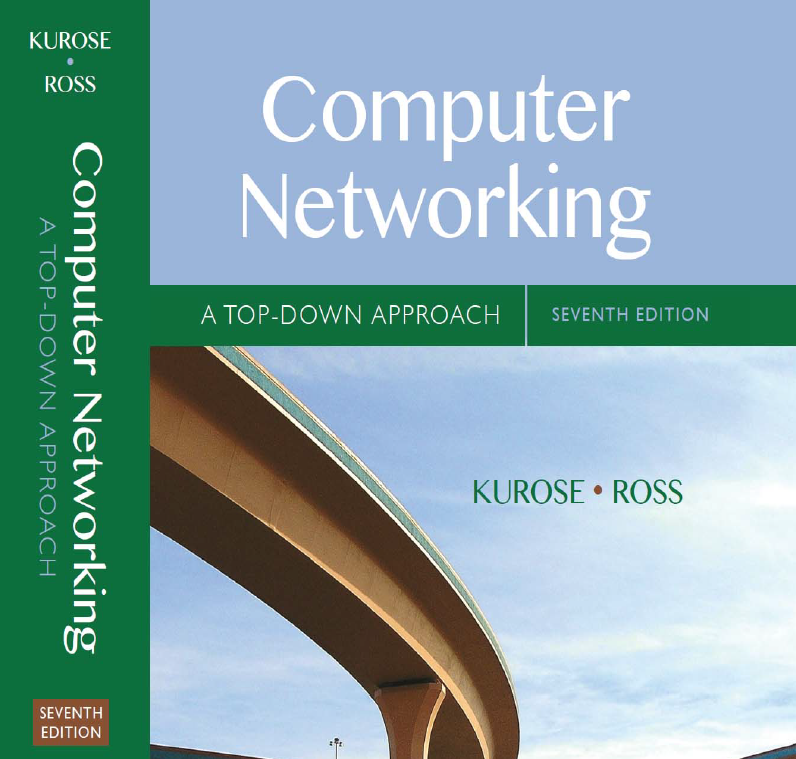 KUROSE
•
ROSS
Computer Networking
A TOP-DOWN APPROACH
SEVENTH
EDITION
Computer
Networking
A TOP-DOWN APPROACH
SEVENTH EDITION
KUROSE • ROSS